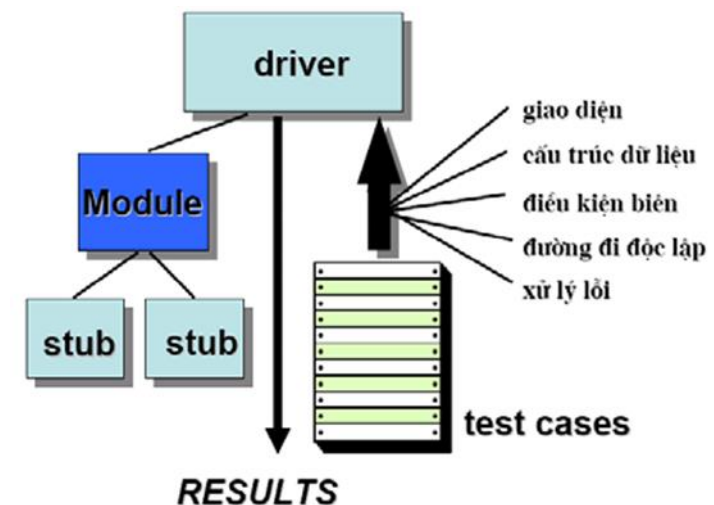 driver
giao diện
cấu trúc dữ liệu
Module
điều kiện biên
đường đi độc lập
xử lý lỗi
stub
stub
test cases
RESULTS